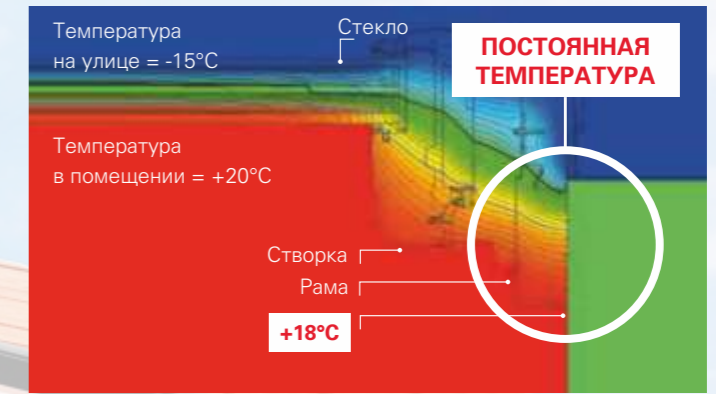 Температура
на улице = -15°C
Стекло
ПОСТОЯННАЯ
ТЕМПЕРАТУРА
Температура
в помещении = +20°C
Створка
Рама
+18°C